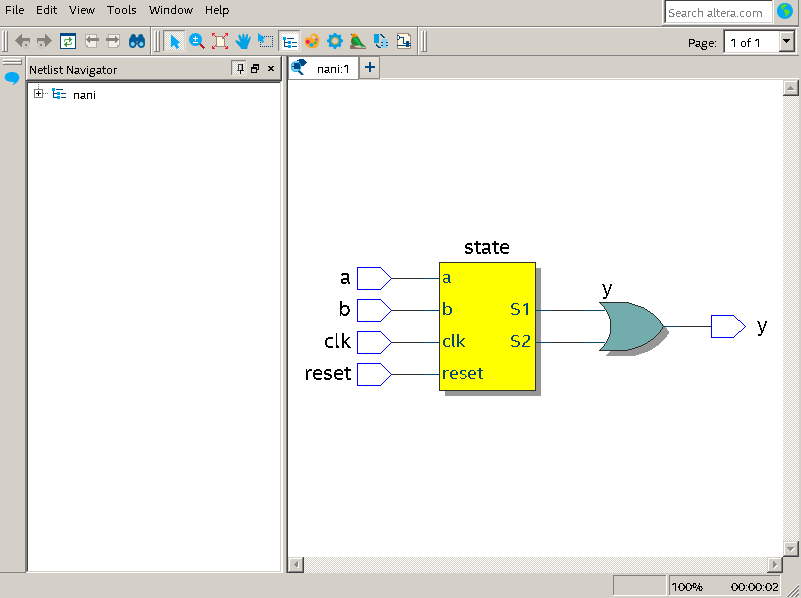 File Edit View Tools Window Help
Search altera.com
Page: 1 of 1
Netlist Navigator
nani:1
nani
state
a
b
clk
reset
a
b
clk
reset
S1
S2
y
y
100% 00:00:02